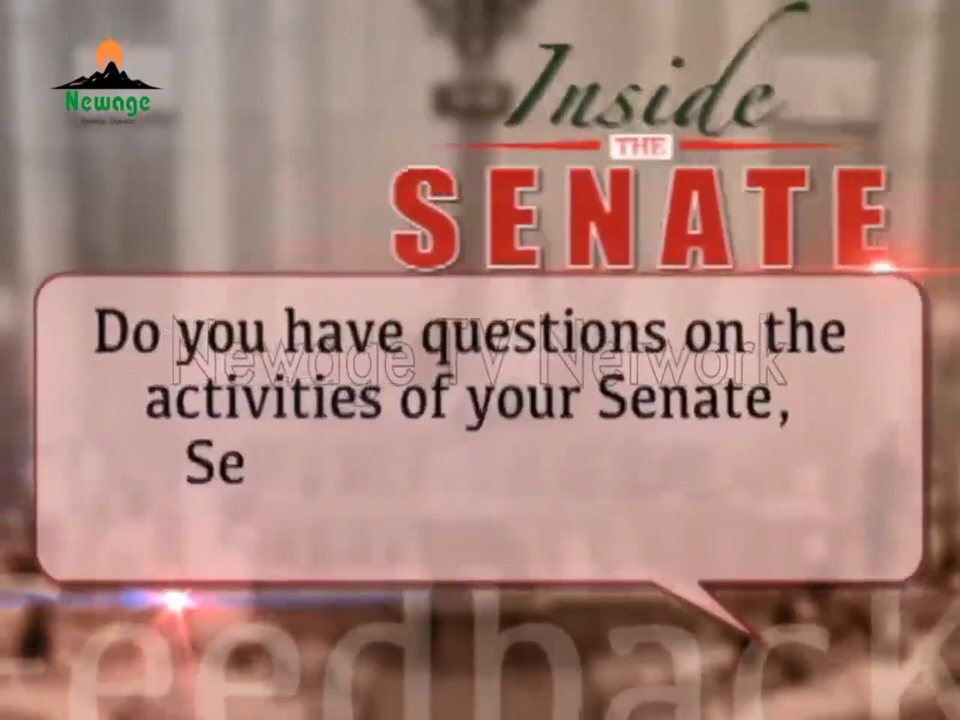 Newage
Inside
THE
SENATE
Do you have questions on the
activities of your Senate,
Se
Newage TV Network
eedback